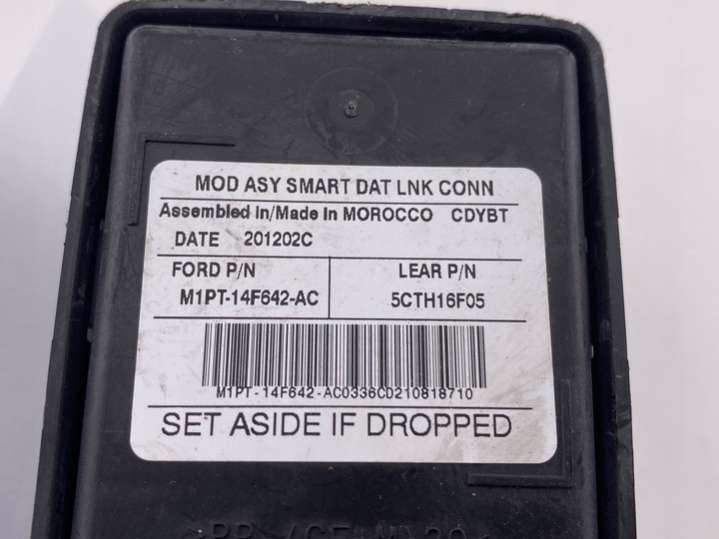 MOD ASY SMART DAT LNK CONN
Assembled In/Made In MOROCCO CDYBT
DATE 201202C
FORD P/N LEAR P/N
M1PT-14F642-AC 5CTH16F05
M1PT-14F642-AC0336CD210818710
SET ASIDE IF DROPPED